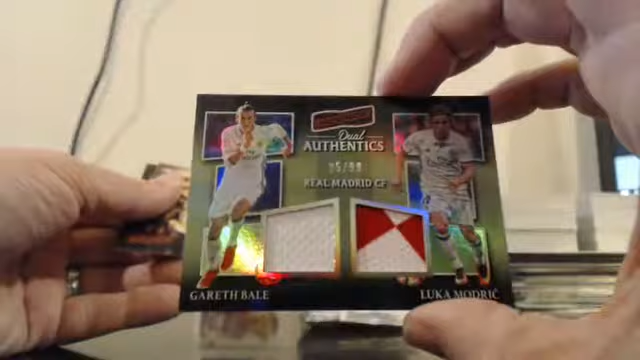 Dual
AUTHENTICS
REAL MADRID CF
GARETH BALE
LUKA MODRIĆ